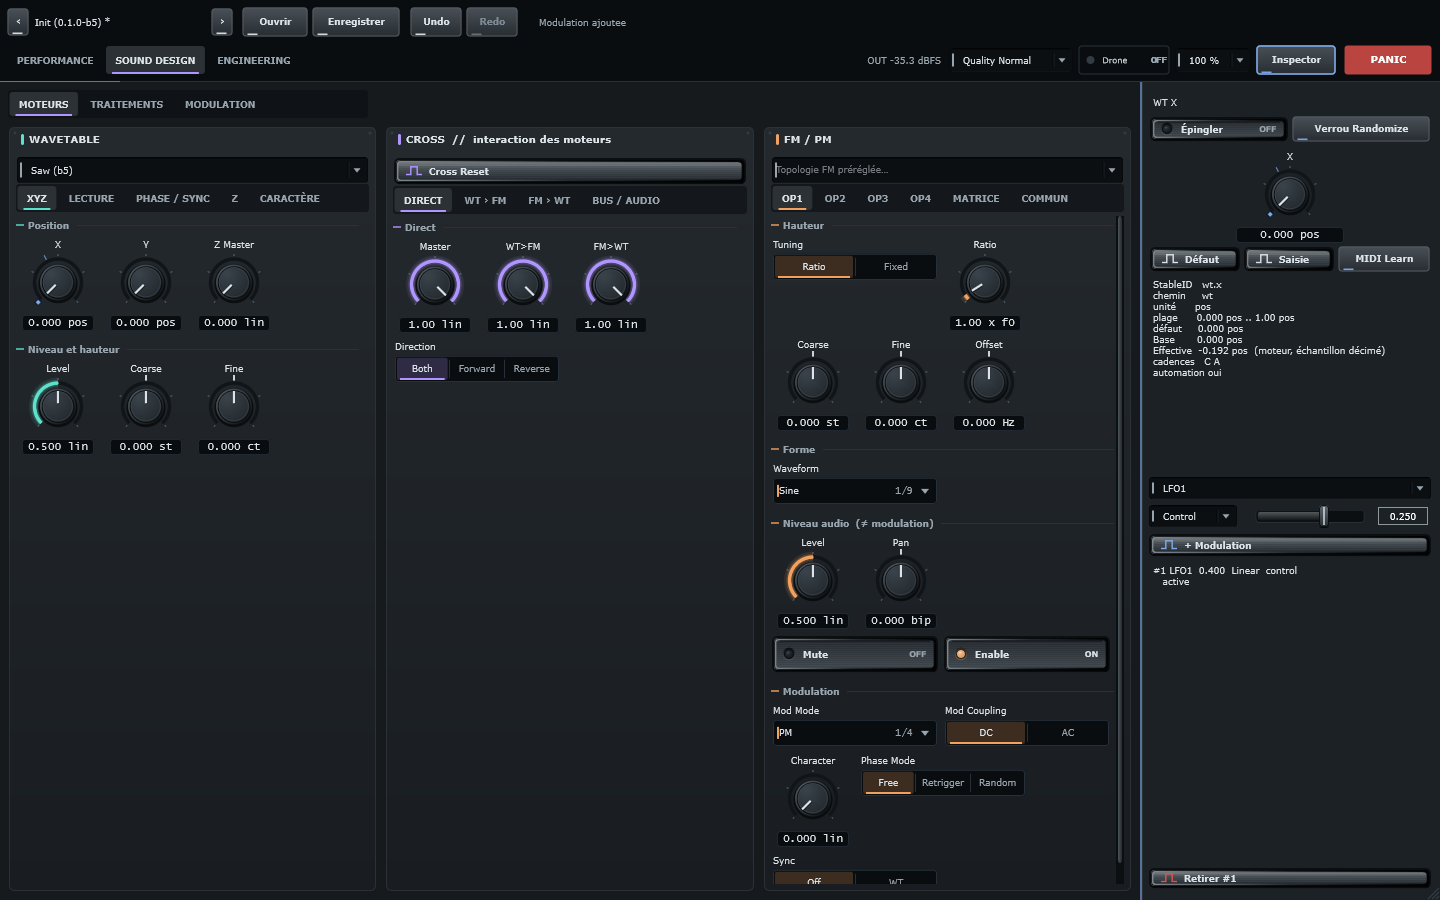 ‹ Init (0.1.0-b5) * › Ouvrir Enregistrer Undo Redo Modulation ajoutee
PERFORMANCE SOUND DESIGN ENGINEERING OUT -35.3 dBFS Quality Normal Drone OFF 100 % Inspector PANIC
MOTEURS TRAITEMENTS MODULATION
WAVETABLE
Saw (b5)
XYZ LECTURE PHASE / SYNC Z CARACTÈRE
Position
X Y Z Master
0.000 pos 0.000 pos 0.000 lin
Niveau et hauteur
Level Coarse Fine
0.500 lin 0.000 st 0.000 ct
CROSS // interaction des moteurs
Cross Reset
DIRECT WT › FM FM › WT BUS / AUDIO
Direct
Master WT>FM FM>WT
1.00 lin 1.00 lin 1.00 lin
Direction
Both Forward Reverse
FM / PM
Topologie FM préréglée...
OP1 OP2 OP3 OP4 MATRICE COMMUN
Hauteur
Tuning Ratio
Ratio Fixed
1.00 x f0
Coarse Fine Offset
0.000 st 0.000 ct 0.000 Hz
Forme
Waveform
Sine 1/9
Niveau audio (≠ modulation)
Level Pan
0.500 lin 0.000 bip
Mute OFF Enable ON
Modulation
Mod Mode Mod Coupling
PM 1/4 DC AC
Character Phase Mode
Free Retrigger Random
0.000 lin
Sync
Off WT
WT X
Épingler OFF Verrou Randomize
X
0.000 pos
Défaut Saisie MIDI Learn
StableID wt.x
chemin wt
unité pos
plage 0.000 pos .. 1.00 pos
défaut 0.000 pos
Base 0.000 pos
Effective -0.192 pos (moteur, échantillon décimé)
cadences C A
automation oui
LFO1
Control 0.250
+ Modulation
#1 LFO1 0.400 Linear control
active
Retirer #1